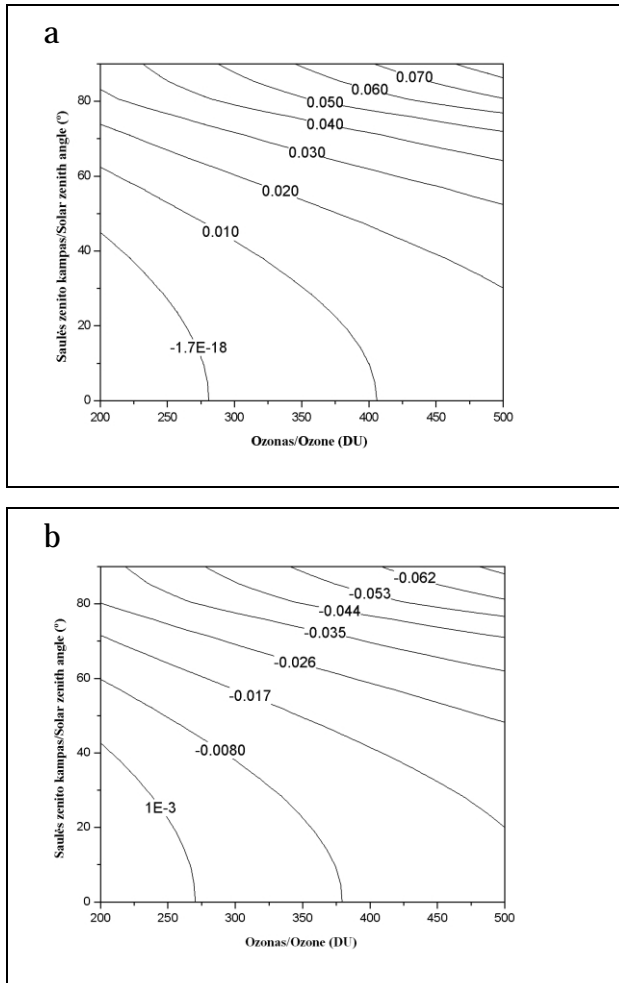 a
0.070
0.060
0.050
0.040
0.030
0.020
0.010
-1.7E-18
80
60
40
20
0
200 250 300 350 400 450 500
Saulės zenito kampas/Solar zenith angle (°)
Ozonas/Ozone (DU)
b
-0.062
-0.053
-0.044
-0.035
-0.026
-0.017
-0.0080
1E-3
80
60
40
20
0
200 250 300 350 400 450 500
Saulės zenito kampas/Solar zenith angle (°)
Ozonas/Ozone (DU)